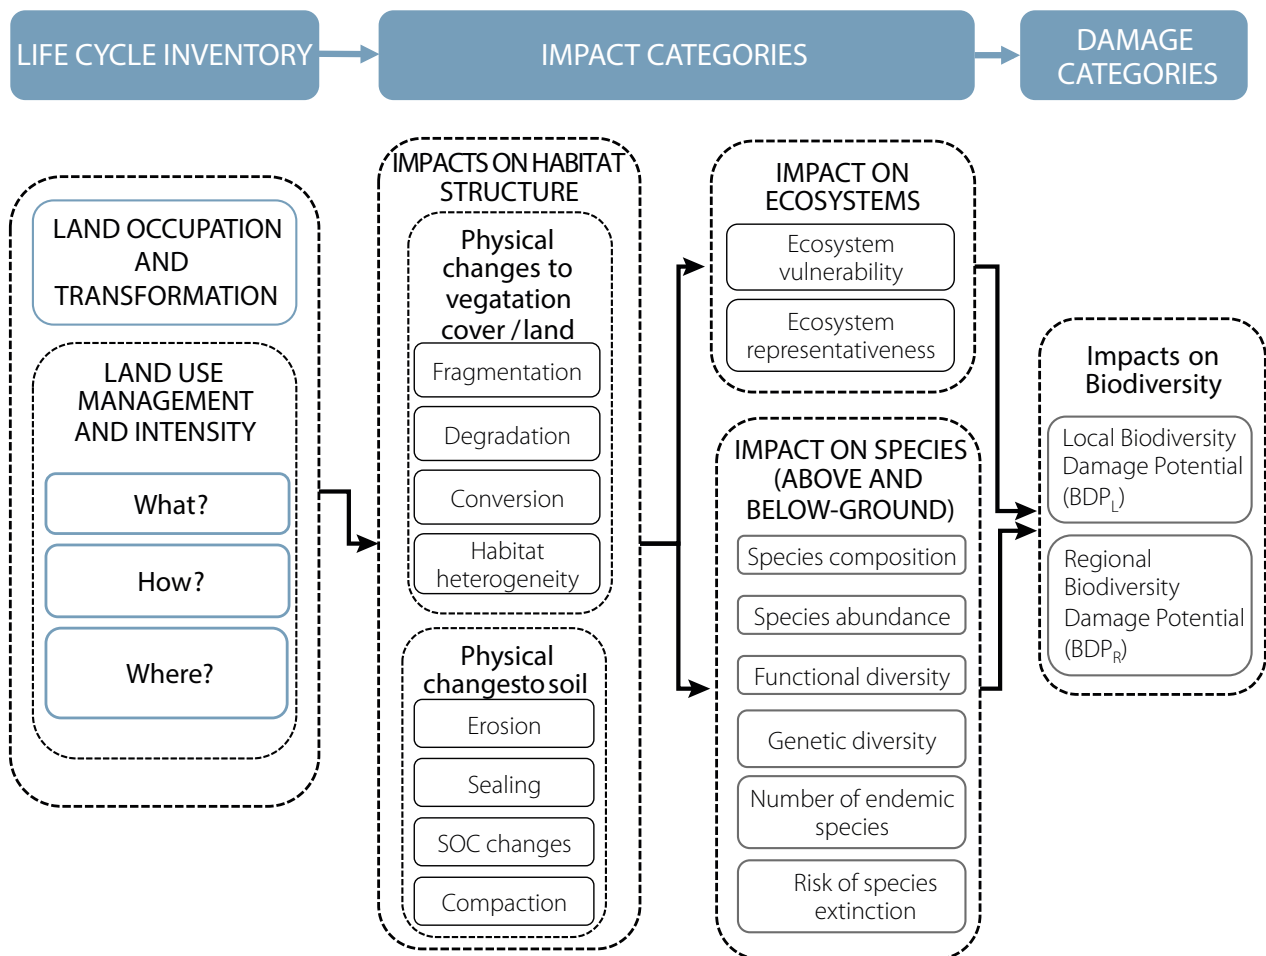 LIFE CYCLE INVENTORY
IMPACT CATEGORIES
DAMAGE
CATEGORIES
LAND OCCUPATION
AND
TRANSFORMATION
LAND USE
MANAGEMENT
AND INTENSITY
What?
How?
Where?
IMPACTS ON HABITAT
STRUCTURE
Physical
changes to
vegatation
cover / land
Fragmentation
Degradation
Conversion
Habitat
heterogeneity
Physical
changesto soil
Erosion
Sealing
SOC changes
Compaction
IMPACT ON
ECOSYSTEMS
Ecosystem
vulnerability
Ecosystem
representativeness
IMPACT ON SPECIES
(ABOVE AND
BELOW-GROUND)
Species composition
Species abundance
Functional diversity
Genetic diversity
Number of endemic
species
Risk of species
extinction
Impacts on
Biodiversity
Local Biodiversity
Damage Potential
(BDPL)
Regional
Biodiversity
Damage Potential
(BDPR)